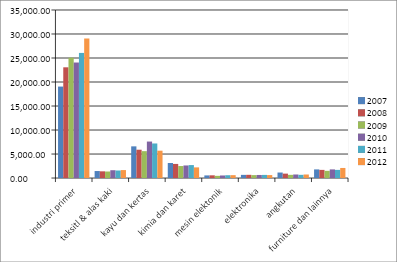 35,000.00
30,000.00
25,000.00
20,000.00
15,000.00
10,000.00
5,000.00
0.00
industri primer
teksitl & alas kaki
kayu dan kertas
kimia dan karet
mesin elektonik
elektronika
angkutan
furniture dan lainnya
2007
2008
2009
2010
2011
2012